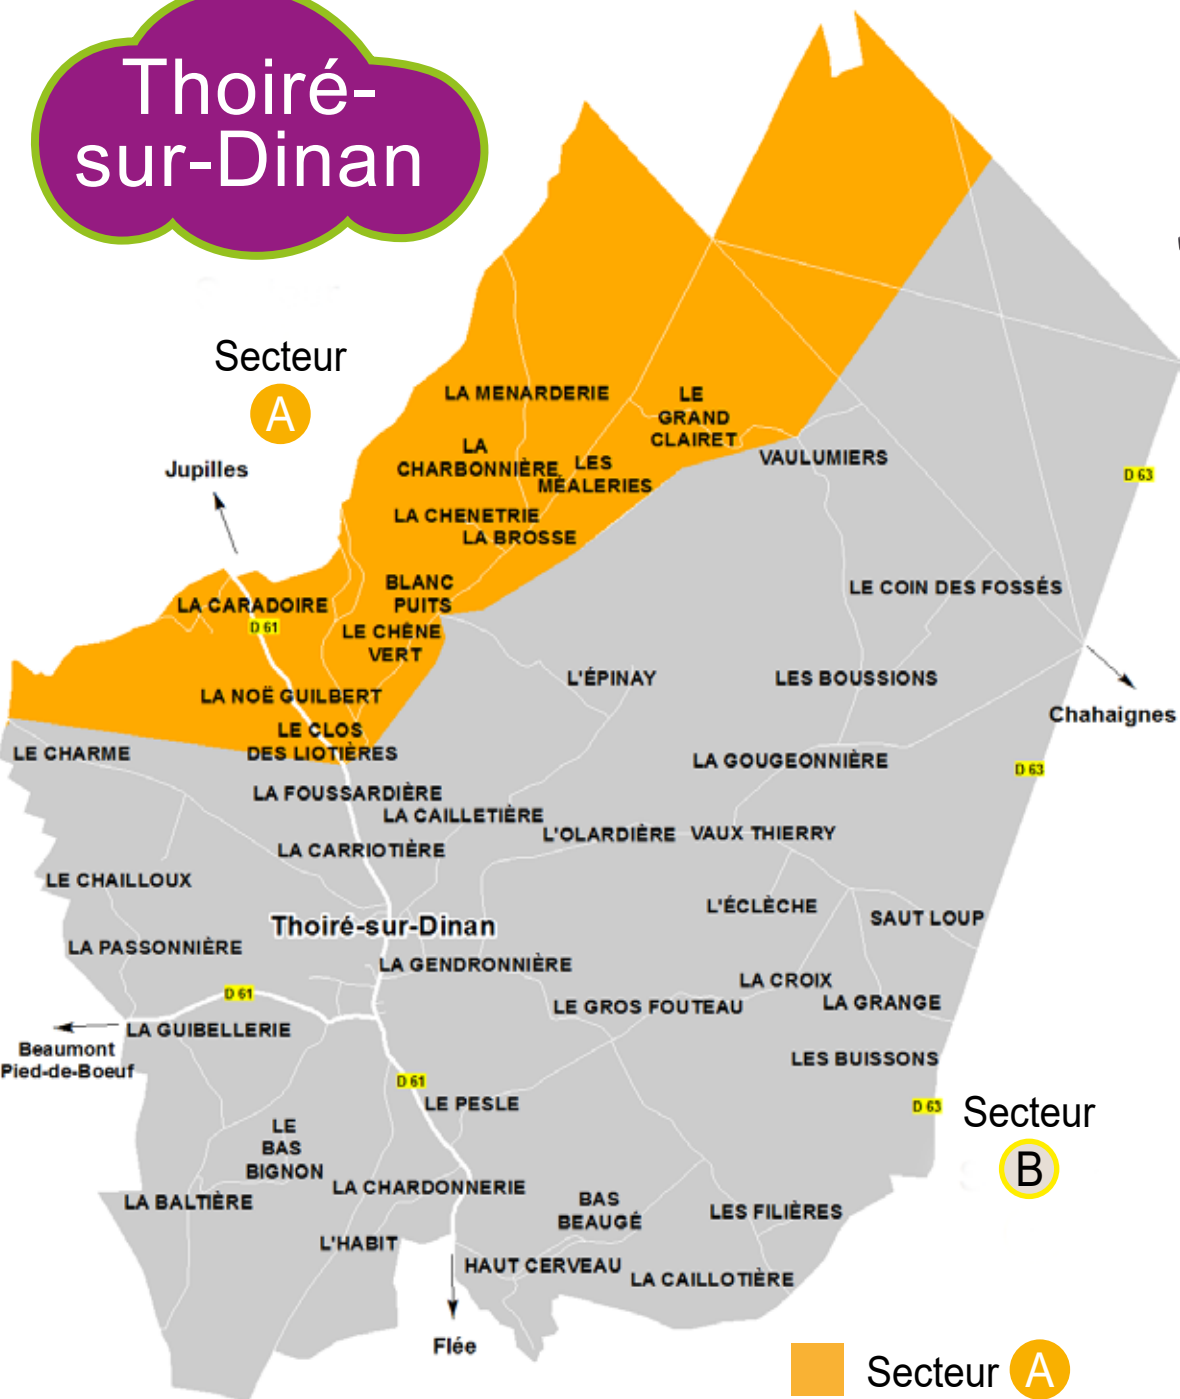 Thoiré-
sur-Dinan
Secteur
A
Jupilles
LA MENARDERIE
LE
GRAND
CLAIRET
LA
CHARBONNIÈRE
LES
MÉALERIES
VAULUMIERS
D 63
LA CHENETRIE
LA BROSSE
BLANC
PUITS
LE COIN DES FOSSÉS
LA CARADOIRE
D 61
LE CHÊNE
VERT
L'ÉPINAY
LES BOUSSIONS
LA NOË GUILBERT
Chahaignes
LE CLOS
DES LIOTIÈRES
LE CHARME
LA GOUGEONNIÈRE
D 63
LA FOUSSARDIÈRE
LA CAILLETIÈRE
L'OLARDIÈRE
VAUX THIERRY
LA CARRIOTIÈRE
LE CHAILLOUX
L'ÉCLÈCHE
SAUT LOUP
Thoiré-sur-Dinan
LA PASSONNIÈRE
LA GENDRONNIÈRE
LA CROIX
D 61
LE GROS FOUTEAU
LA GRANGE
LA GUIBELLERIE
Beaumont
Pied-de-Boeuf
LES BUISSONS
D 61
LE PESLE
D 63
Secteur
B
LE
BAS
BIGNON
LA CHARDONNERIE
LA BALTIÈRE
BAS
BEAUGÉ
LES FILIÈRES
L'HABIT
HAUT CERVEAU
LA CAILLOTIÈRE
Flée
Secteur A